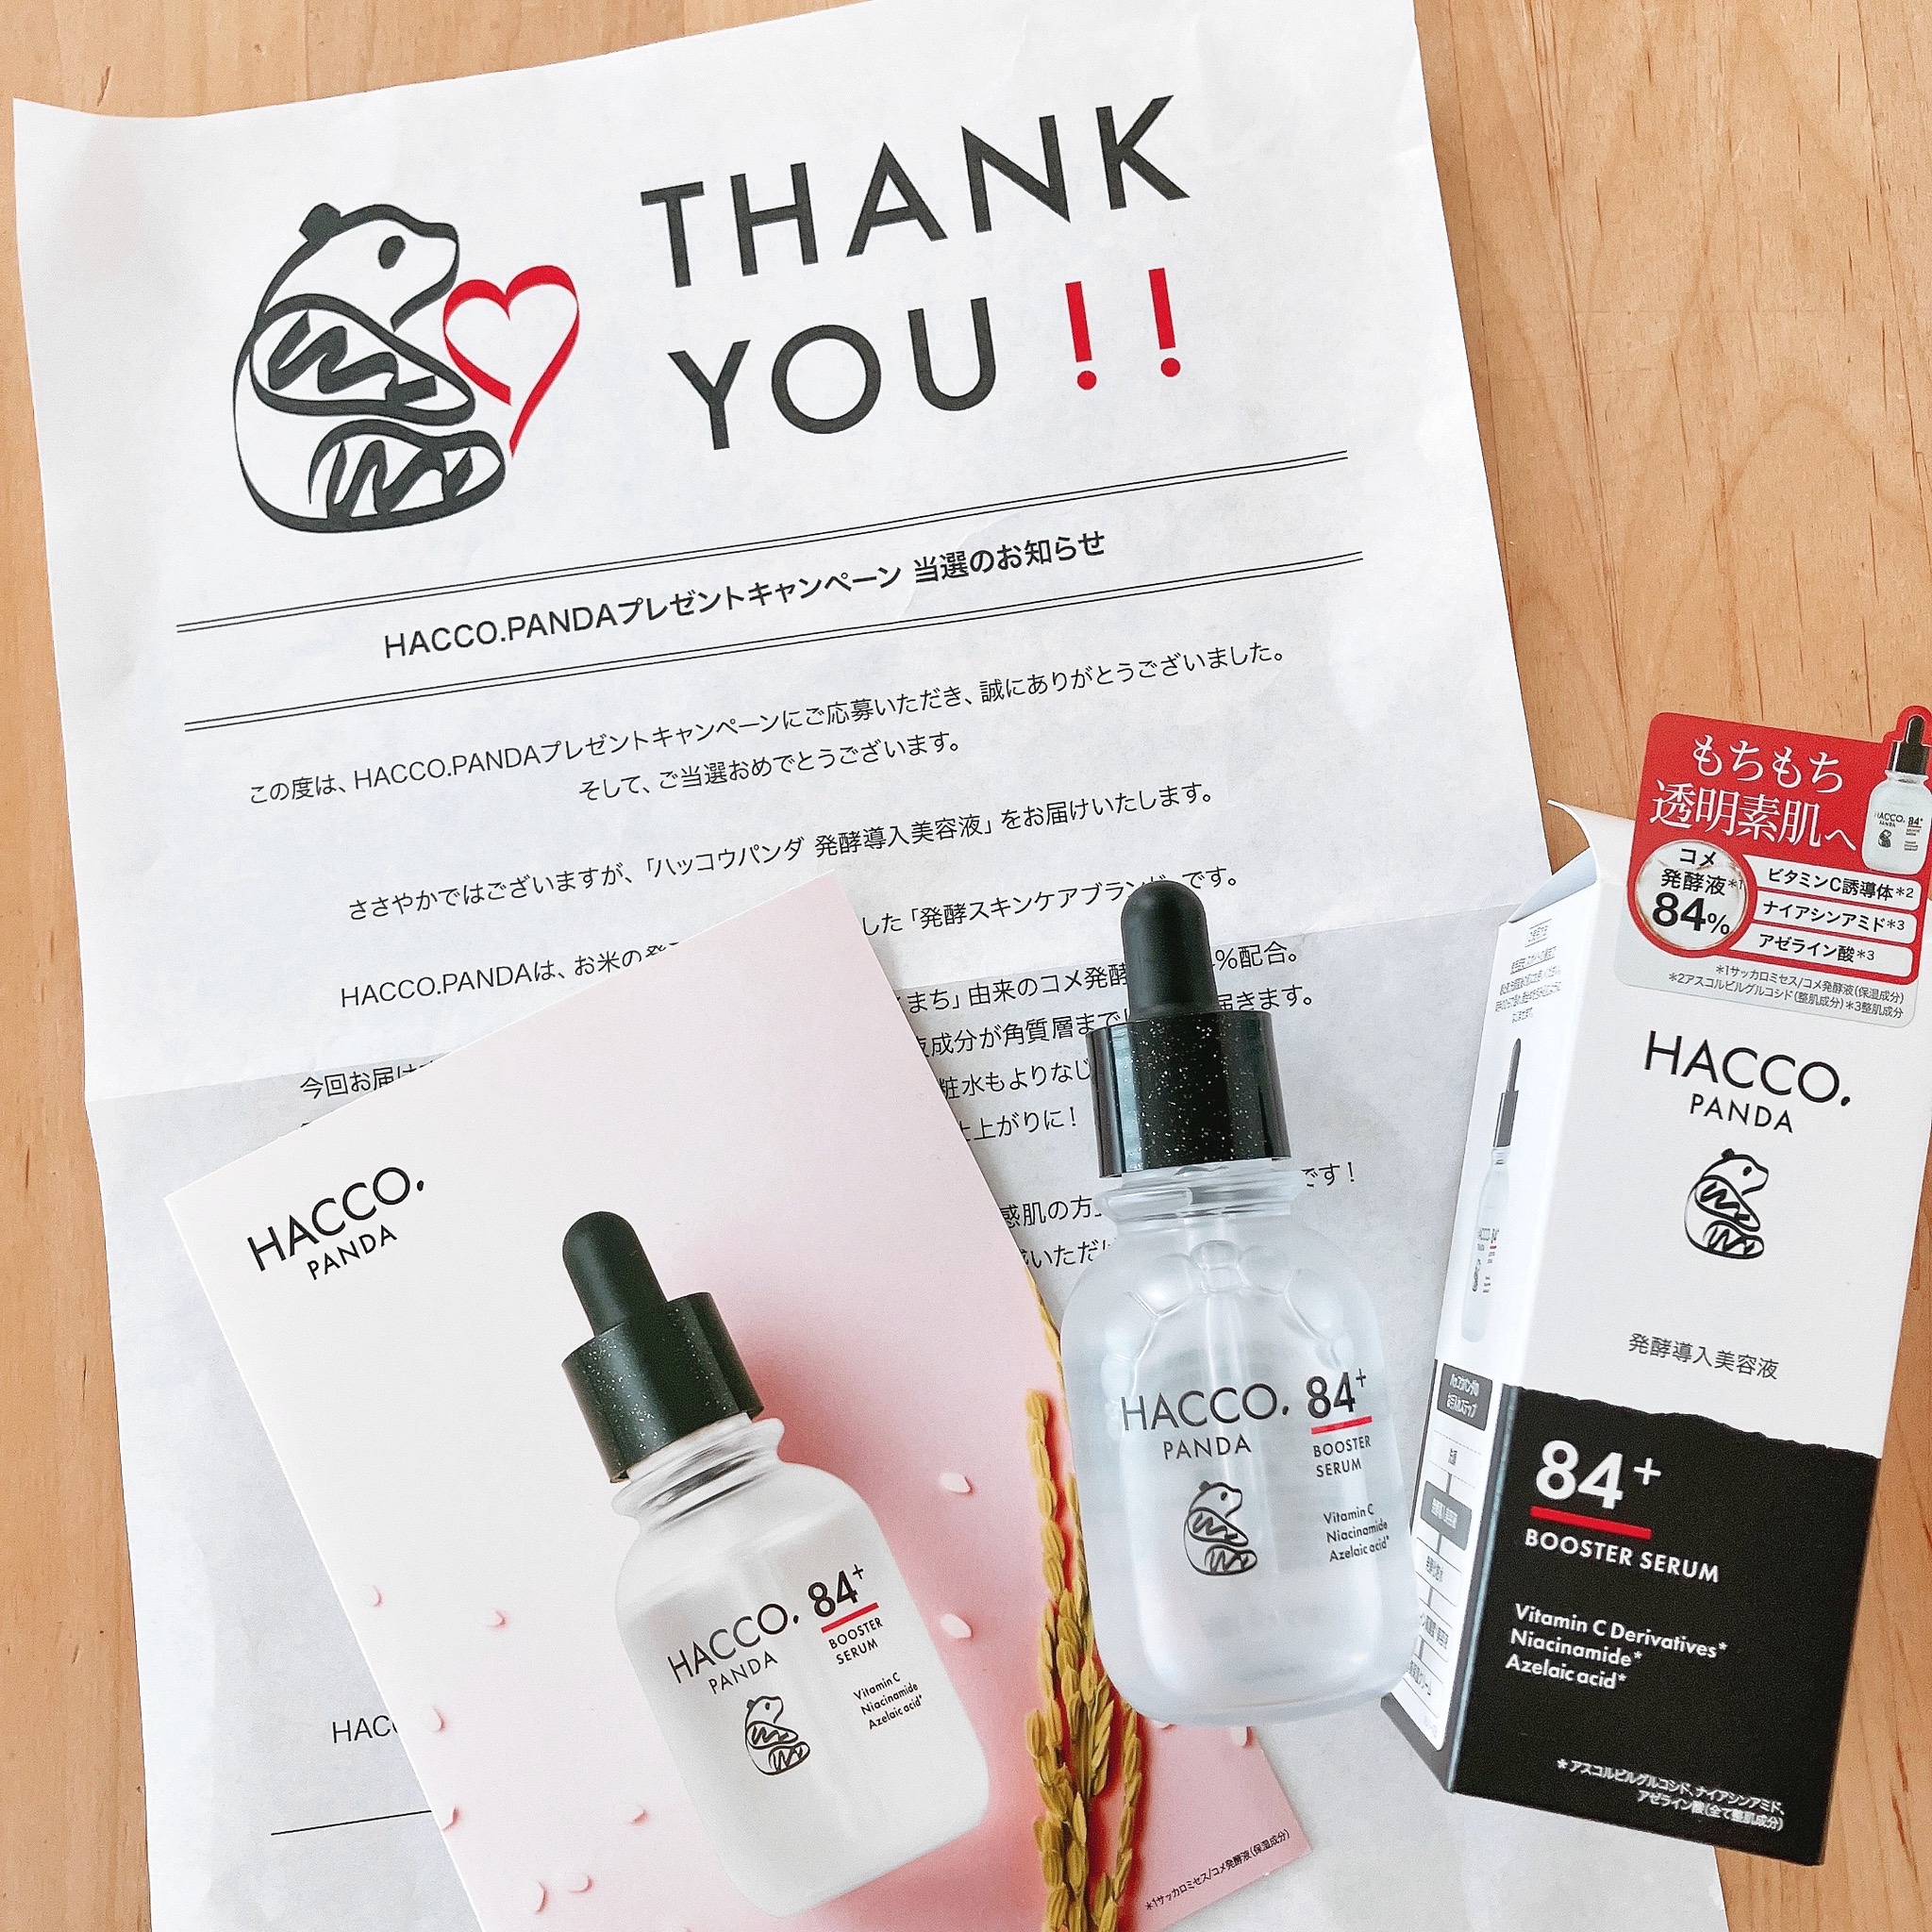 THANK
YOU!!
HACCO.PANDAプレゼントキャンペーン 当選のお知らせ
この度は、HACCO.PANDAプレゼントキャンペーンにご応募いただき、誠にありがとうございました。
そして、ご当選おめでとうございます。
ささやかではございますが、「ハッコウパンダ 発酵導入美容液」をお届けいたします。
HACCO.PANDAは、お米の
した「発酵スキンケアブランド」です。
今回お届け
こまち」由来のコメ発酵
%配合。
成分が角質層まで
届きます。
粧水もよりなじ
仕上がりに!
です!
感肌の方
いただけ
HACC
HACCO.
PANDA
HACCO. 84+
PANDA
BOOSTER
SERUM
Vitamin C
Niacinamide
Azelaic acid*
*1サッカロミセス/コメ発酵液(保湿成分)
HACCO. 84+
PANDA
BOOSTER
SERUM
Vitamin C
Niacinamide
Azelaic acid*
もちもち
透明素肌へ
コメ
発酵液*1
84%
ビタミンC誘導体*2
ナイアシンアミド*3
アゼライン酸*3
*1サッカロミセス/コメ発酵液(保湿成分)
*2アスコルビルグルコシド(整肌成分)*3整肌成分
HACCO.
PANDA
発酵導入美容液
84+
BOOSTER SERUM
Vitamin C Derivatives*
Niacinamide*
Azelaic acid*
*アスコルビルグルコシド、ナイアシンアミド、
アゼライン酸(全て整肌成分)